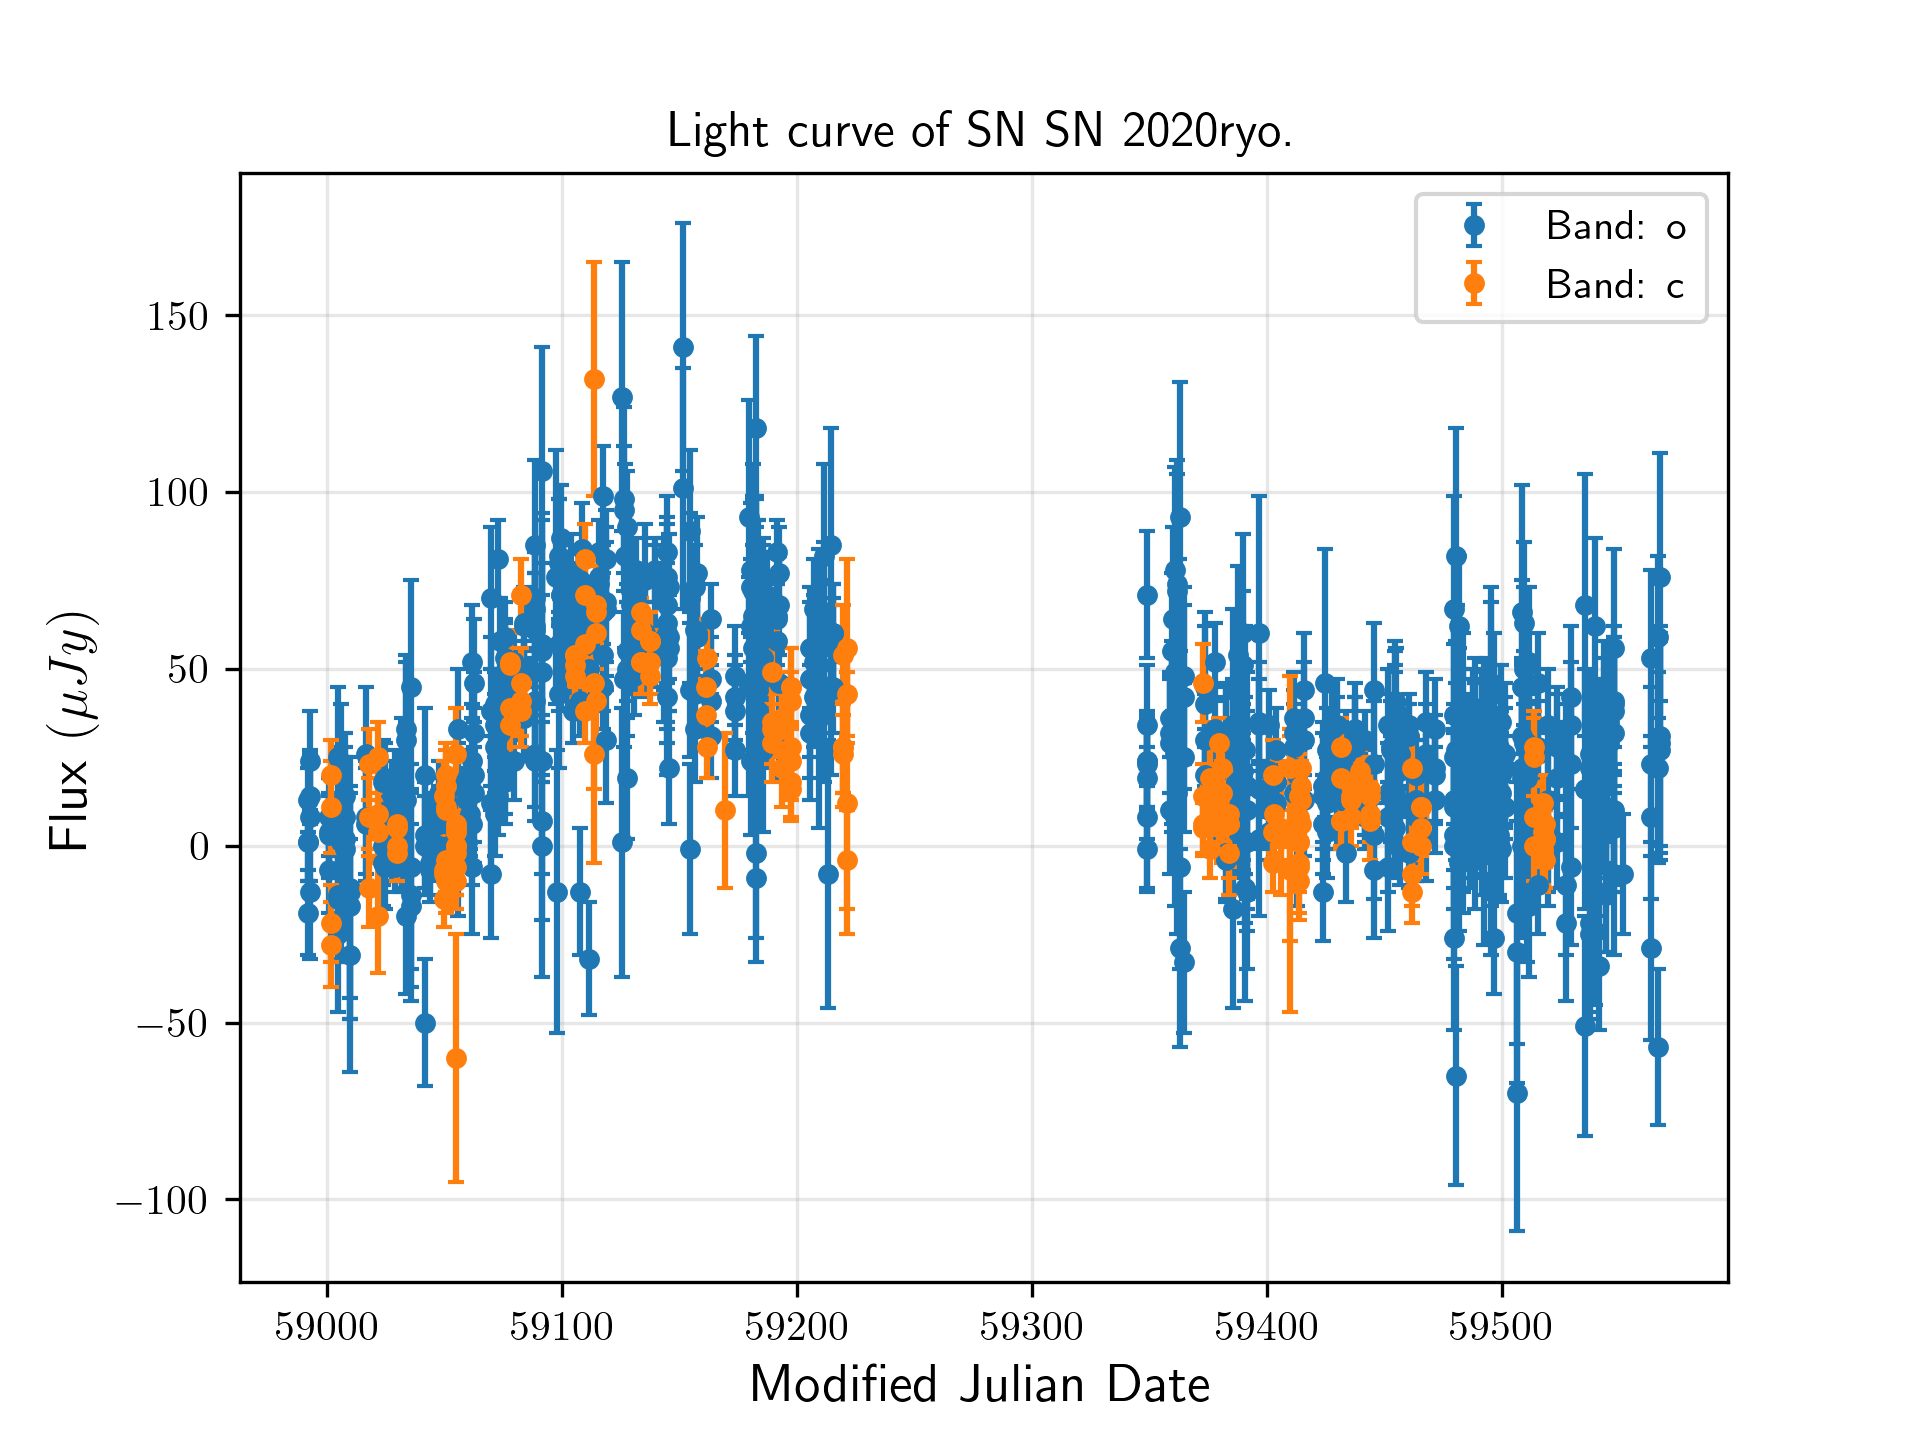 Light curve of SN SN 2020ryo.
Band: o
Band: c
150
100
50
0
−50
−100
Flux (μJy)
59000 59100 59200 59300 59400 59500
Modified Julian Date